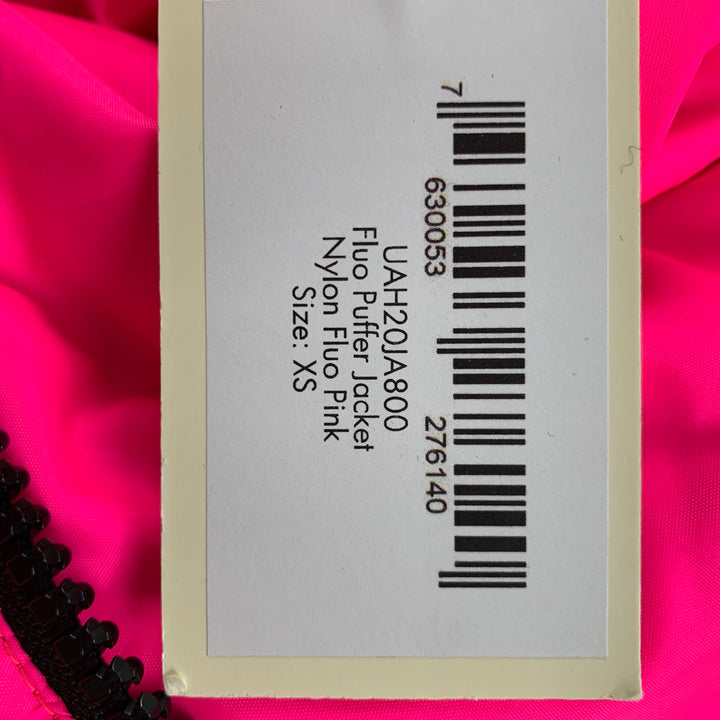 7 630053 276140
UAH20JA800
Fluo Puffer Jacket
Nylon Fluo Pink
Size: XS